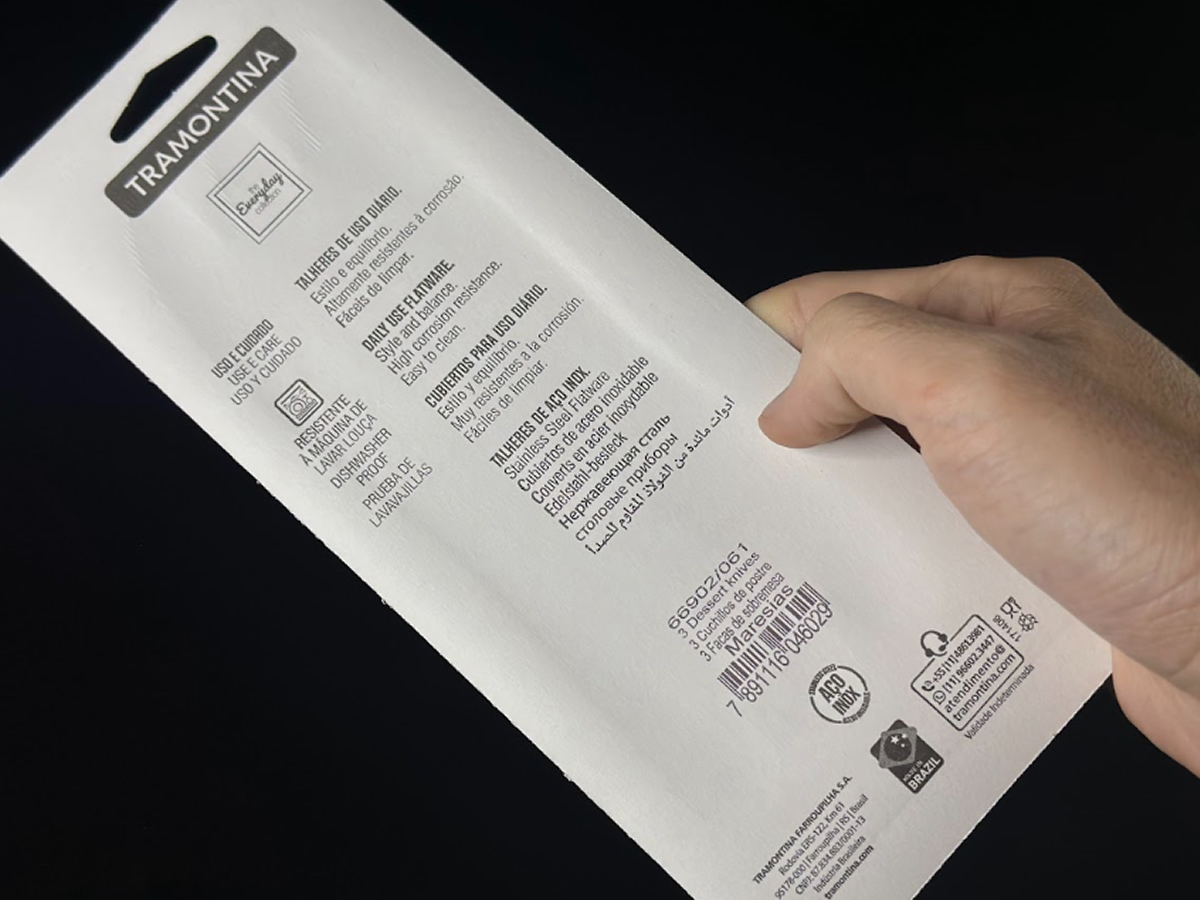 TRAMONTINA
the
Everyday
collection
TALHERES DE USO DIÁRIO.
Estilo e equilíbrio.
Altamente resistentes à corrosão.
Fáceis de limpar.
DAILY USE FLATWARE.
Style and balance.
High corrosion resistance.
Easy to clean.
CUBIERTOS PARA USO DIÁRIO.
Estilo y equilibrio.
Muy resistentes a la corrosión.
Fáciles de limpiar.
TALHERES DE AÇO INOX.
Stainless Steel Flatware
Cubiertos de acero inoxidable
Couverts en acier inoxydable
Edelstahl-besteck
Нержавеющая сталь
столовые приборы
أدوات مائدة من الفولاذ المقاوم للصدأ
USO E CUIDADO
USE E CARE
USO Y CUIDADO
RESISTENTE
À MÁQUINA DE
LAVAR LOUÇA
DISHWASHER
PROOF
PRUEBA DE
LAVAVAJILLAS
66902/061
3 Dessert knives
3 Cuchillos de postre
3 Facas de sobremesa
Maresias
7 891116 046029
AÇO
INOX
+55 [11] 48613981
[11] 96602.3447
atendimento@
tramontina.com
Validade Indeterminada
MADE IN
BRAZIL
TRAMONTINA FARROUPILHA S.A.
Rodovia ERS-122, Km 61
95178-000 | Farroupilha | RS | Brasil
CNPJ: 87.834.883/0001-13
Indústria Brasileira
tramontina.com